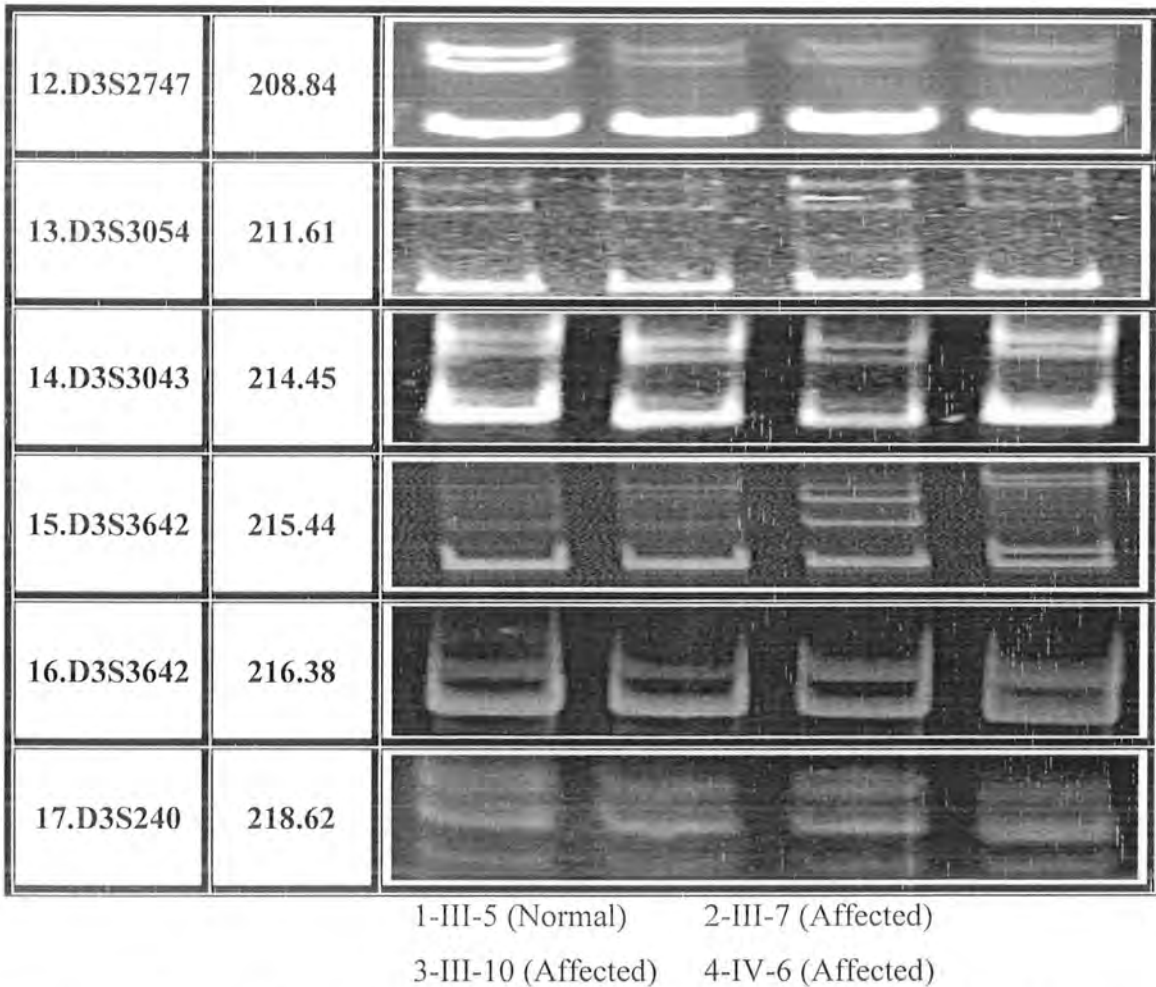 12.D3S2747 208.84
13.D3S3054 211.61
14.D3S3043 214.45
15.D3S3642 215.44
16.D3S3642 216.38
17.D3S240 218.62
1-III-5 (Normal) 2-III-7 (Affected)
3-III-10 (Affected) 4-IV-6 (Affected)